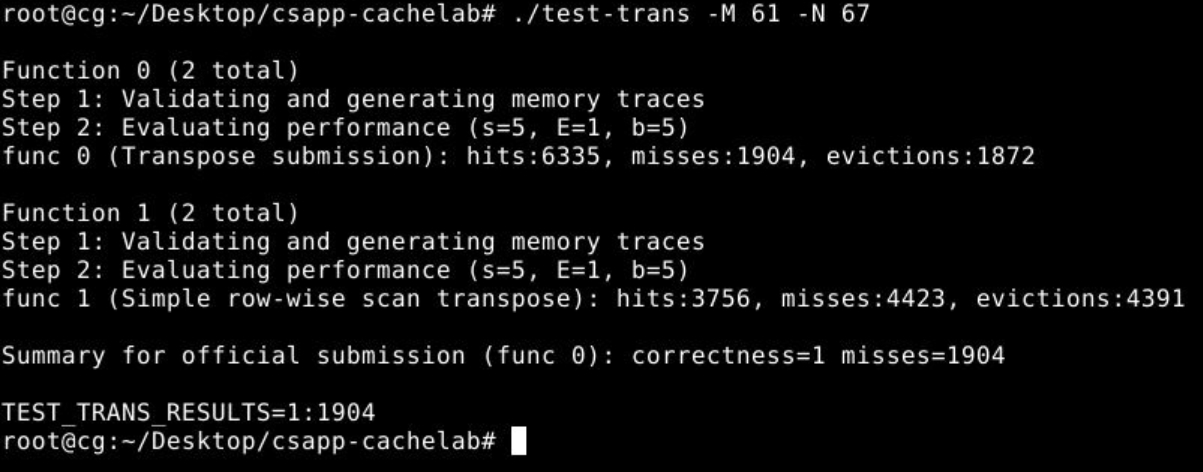 root@cg:~/Desktop/csapp-cachelab# ./test-trans -M 61 -N 67
Function 0 (2 total)
Step 1: Validating and generating memory traces
Step 2: Evaluating performance (s=5, E=1, b=5)
func 0 (Transpose submission): hits:6335, misses:1904, evictions:1872
Function 1 (2 total)
Step 1: Validating and generating memory traces
Step 2: Evaluating performance (s=5, E=1, b=5)
func 1 (Simple row-wise scan transpose): hits:3756, misses:4423, evictions:4391
Summary for official submission (func 0): correctness=1 misses=1904
TEST_TRANS_RESULTS=1:1904
root@cg:~/Desktop/csapp-cachelab#